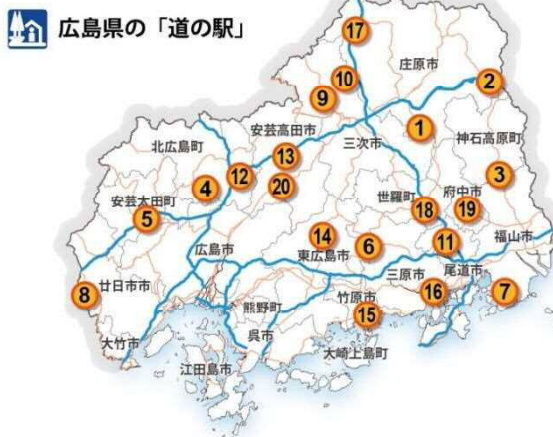 広島県の「道の駅」
17
庄原市
10
2
9
安芸高田市
1
北広島町
三次市
神石高原町
13
12
3
4
20
安芸太田町
世羅町
府中市
5
18
19
広島市
14
福山市
東広島市
6
11
尾道市
廿日市市
三原市
8
熊野町
竹原市
16
7
呉市
15
大竹市
大崎上島町
江田島市